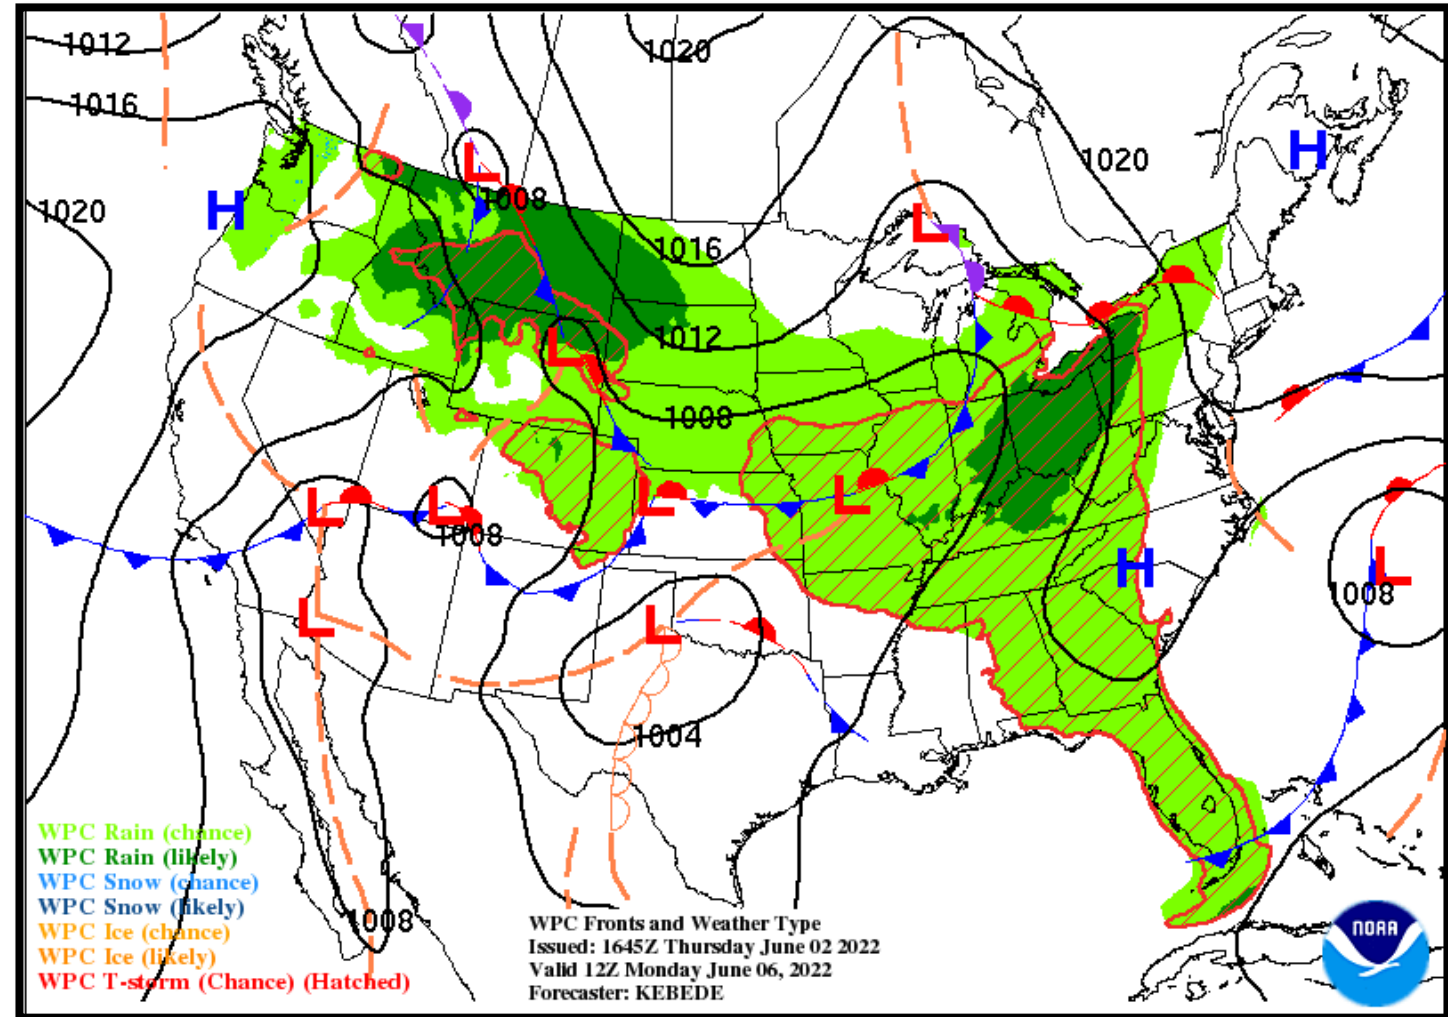 1012
1020
1016
1020
1008
1020
1016
1012
1008
1008
1008
1004
1008
H
H
H
L
L
L
L
L
L
L
L
L
L
WPC Rain (chance)
WPC Rain (likely)
WPC Snow (chance)
WPC Snow (likely)
WPC Ice (chance)
WPC Ice (likely)
WPC T-storm (Chance) (Hatched)
WPC Fronts and Weather Type
Issued: 1645Z Thursday June 02 2022
Valid 12Z Monday June 06, 2022
Forecaster: KEBEDE
NOAA